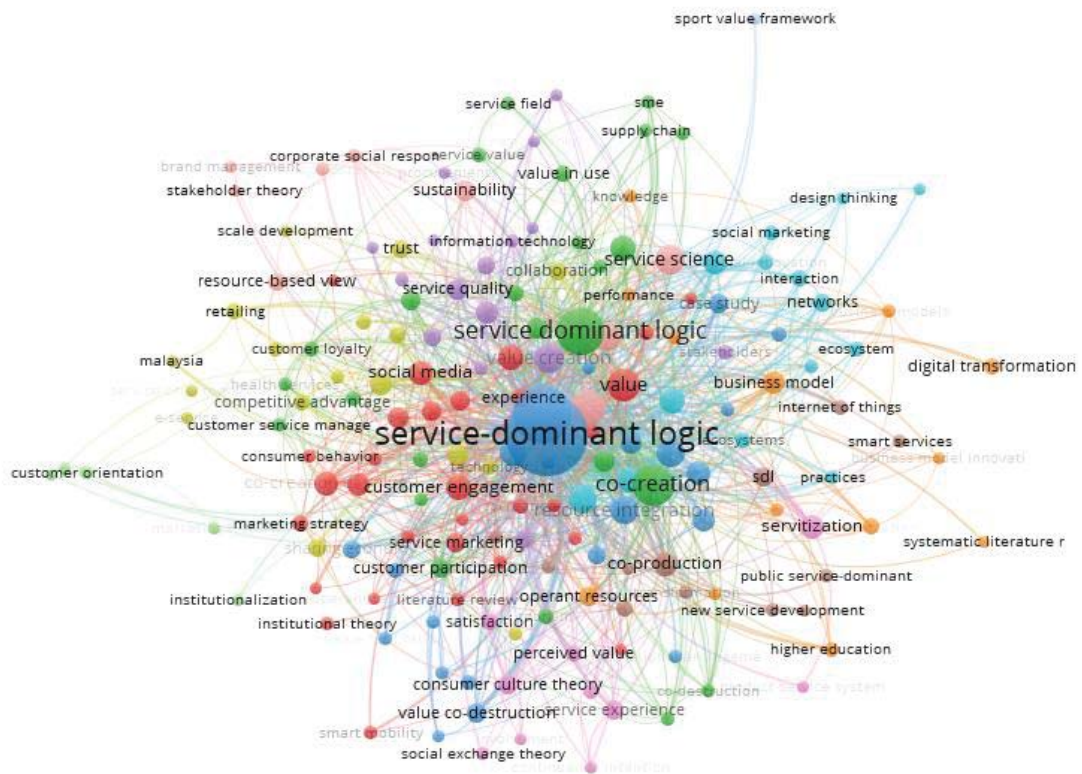 sport value framework
service field
sme
supply chain
corporate social respon
service value
brand management
procurement
value in use
stakeholder theory
sustainability
knowledge
design thinking
scale development
information technology
social marketing
trust
service science
collaboration
resource-based view
service quality
performance
case study
interaction
networks
retailing
service dominant logic
customer loyalty
value creation
stakeholders
ecosystem
malaysia
social media
digital transformation
health services
value
business model
competitive advantage
experience
internet of things
e-service
customer service manage
service-dominant logic
ecosystems
smart services
consumer behavior
business model innovati
customer orientation
technology
customer engagement
co-creation
sdl
practices
resource integration
marketing strategy
servitization
service marketing
systematic literature r
co-production
customer participation
public service-dominant
institutionalization
literature review
operant resources
new service development
institutional theory
satisfaction
perceived value
higher education
consumer culture theory
co-destruction
value co-destruction
service experience
smart mobility
social exchange theory